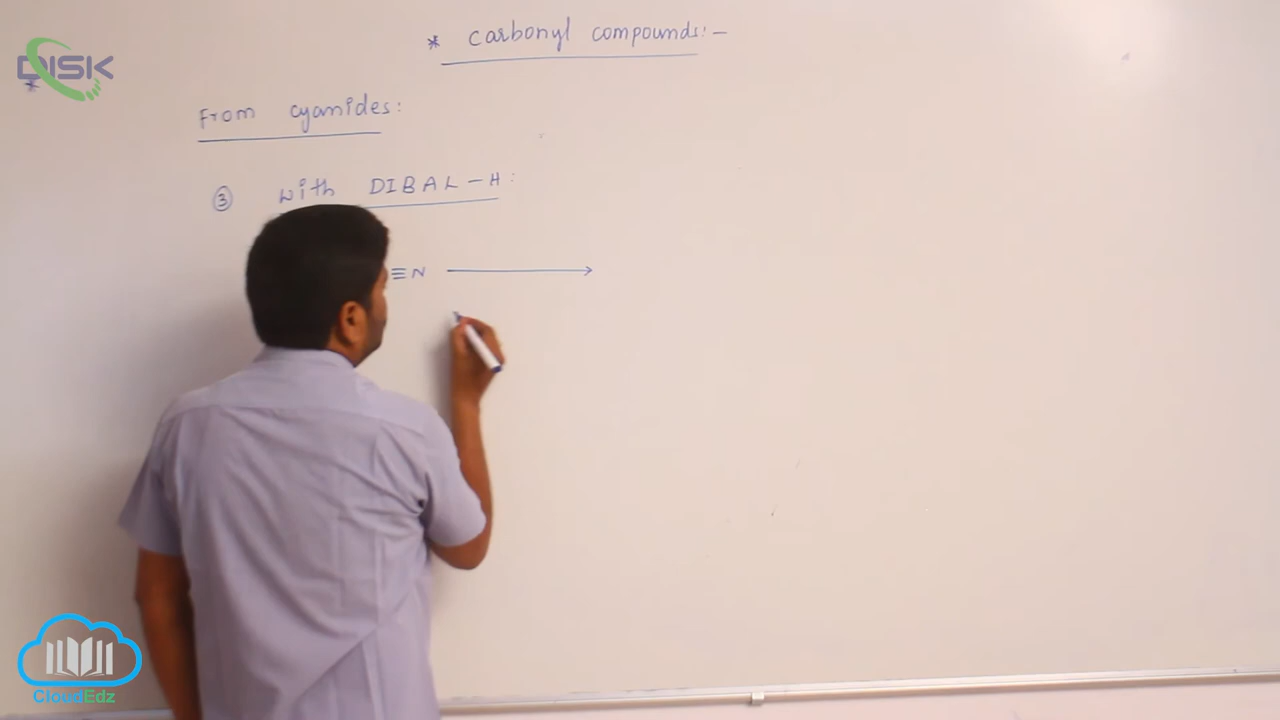 * carbonyl compounds:-
DISK
*
From cyanides:
③ with DIBAL-H:
≡N ⟶
CloudEdz